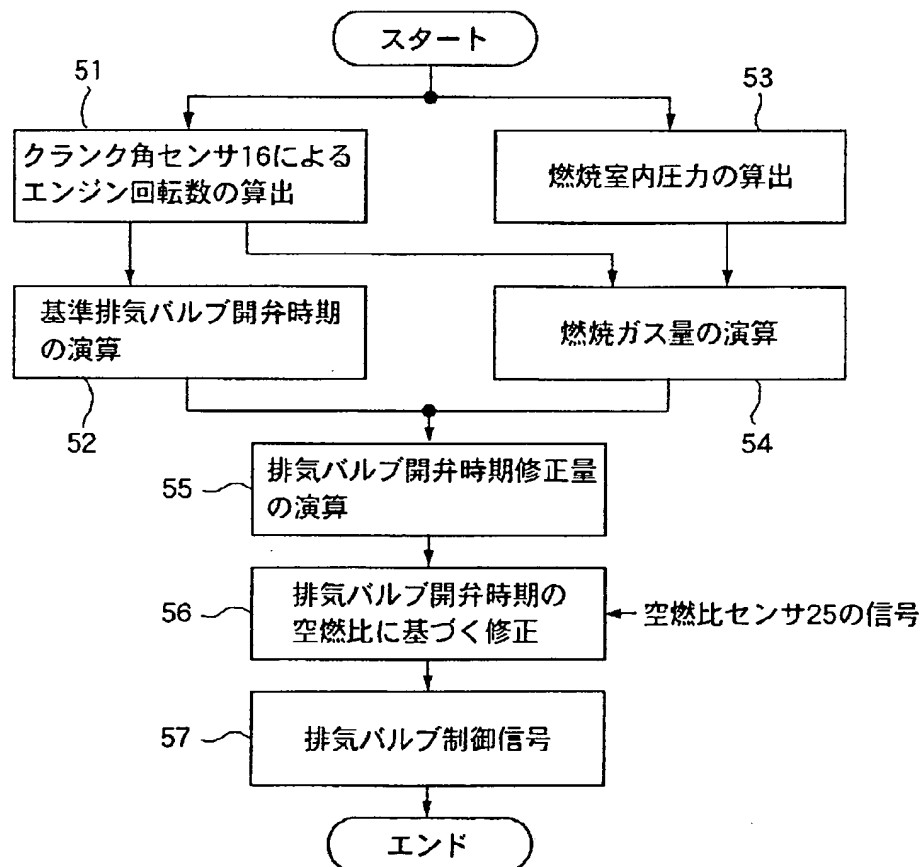 スタート
51
53
クランク角センサ16による
エンジン回転数の算出
燃焼室内圧力の算出
基準排気バルブ開弁時期
の演算
燃焼ガス量の演算
52
54
55
排気バルブ開弁時期修正量
の演算
56
排気バルブ開弁時期の
空燃比に基づく修正
空燃比センサ25の信号
57
排気バルブ制御信号
エンド